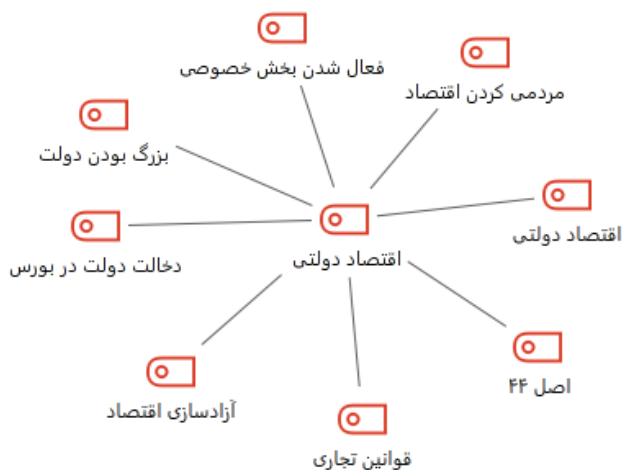 فعال شدن بخش خصوصی
مردمی کردن اقتصاد
بزرگ بودن دولت
اقتصاد دولتی
دخالت دولت در بورس
اقتصاد دولتی
اصل ۴۴
آزادسازی اقتصاد
قوانین تجاری